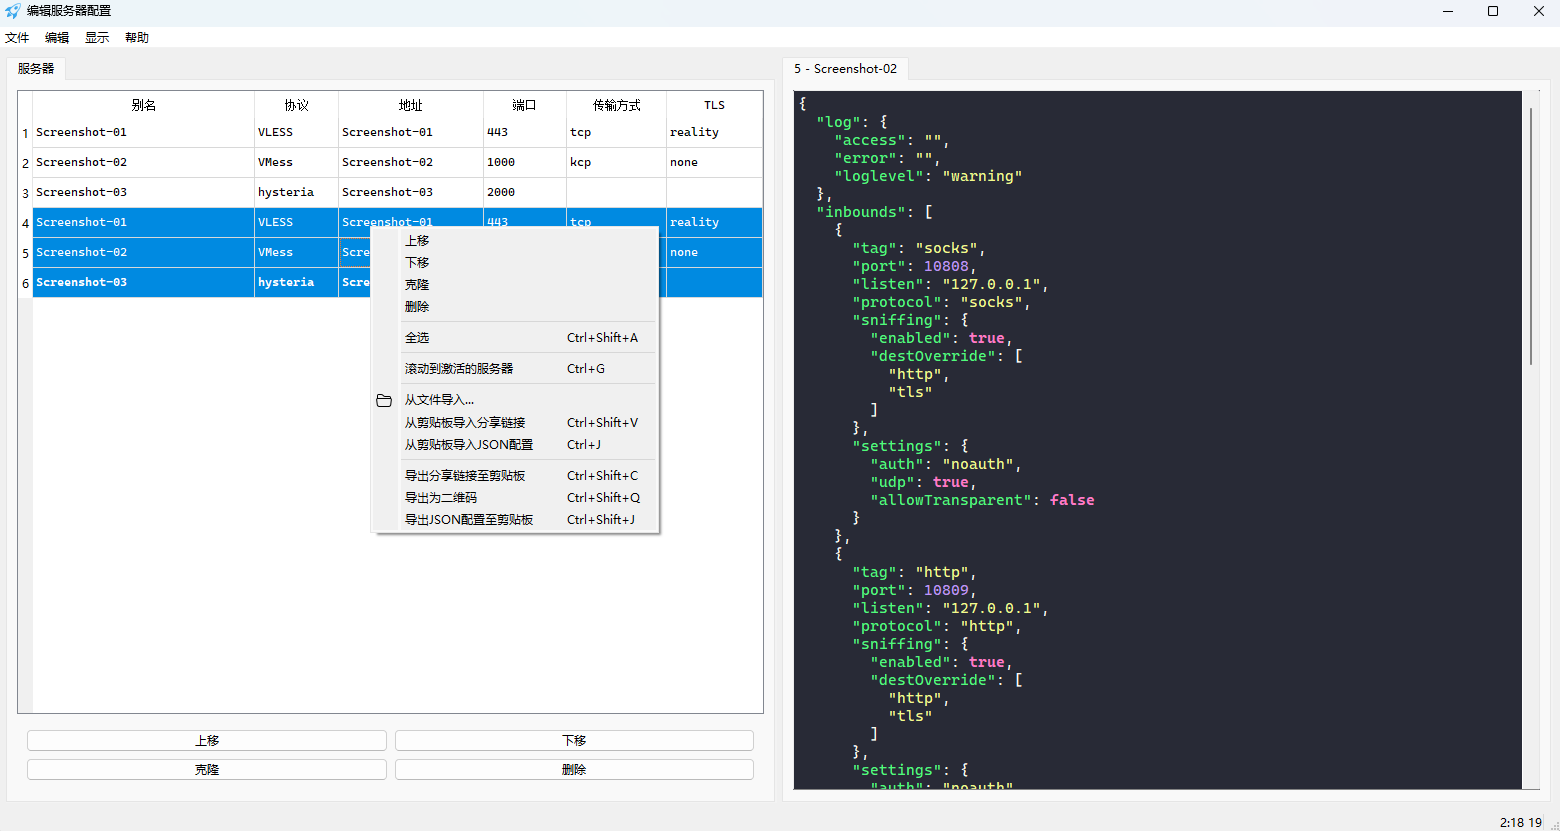 编辑服务器配置
文件 编辑 显示 帮助
服务器
别名 协议 地址 端口 传输方式 TLS
1 Screenshot-01 VLESS Screenshot-01 443 tcp reality
2 Screenshot-02 VMess Screenshot-02 1000 kcp none
3 Screenshot-03 hysteria Screenshot-03 2000
4 Screenshot-01 VLESS Screenshot-01 443 tcp reality
5 Screenshot-02 VMess Scre none
6 Screenshot-03 hysteria Scre
上移
下移
克隆
删除
全选 Ctrl+Shift+A
滚动到激活的服务器 Ctrl+G
从文件导入...
从剪贴板导入分享链接 Ctrl+Shift+V
从剪贴板导入JSON配置 Ctrl+J
导出分享链接至剪贴板 Ctrl+Shift+C
导出为二维码 Ctrl+Shift+Q
导出JSON配置至剪贴板 Ctrl+Shift+J
上移 下移
克隆 删除
5 - Screenshot-02
{
"log": {
"access": "",
"error": "",
"loglevel": "warning"
},
"inbounds": [
{
"tag": "socks",
"port": 10808,
"listen": "127.0.0.1",
"protocol": "socks",
"sniffing": {
"enabled": true,
"destOverride": [
"http",
"tls"
]
},
"settings": {
"auth": "noauth",
"udp": true,
"allowTransparent": false
}
},
{
"tag": "http",
"port": 10809,
"listen": "127.0.0.1",
"protocol": "http",
"sniffing": {
"enabled": true,
"destOverride": [
"http",
"tls"
]
},
"settings": {
"auth": "noauth"
2:18 19